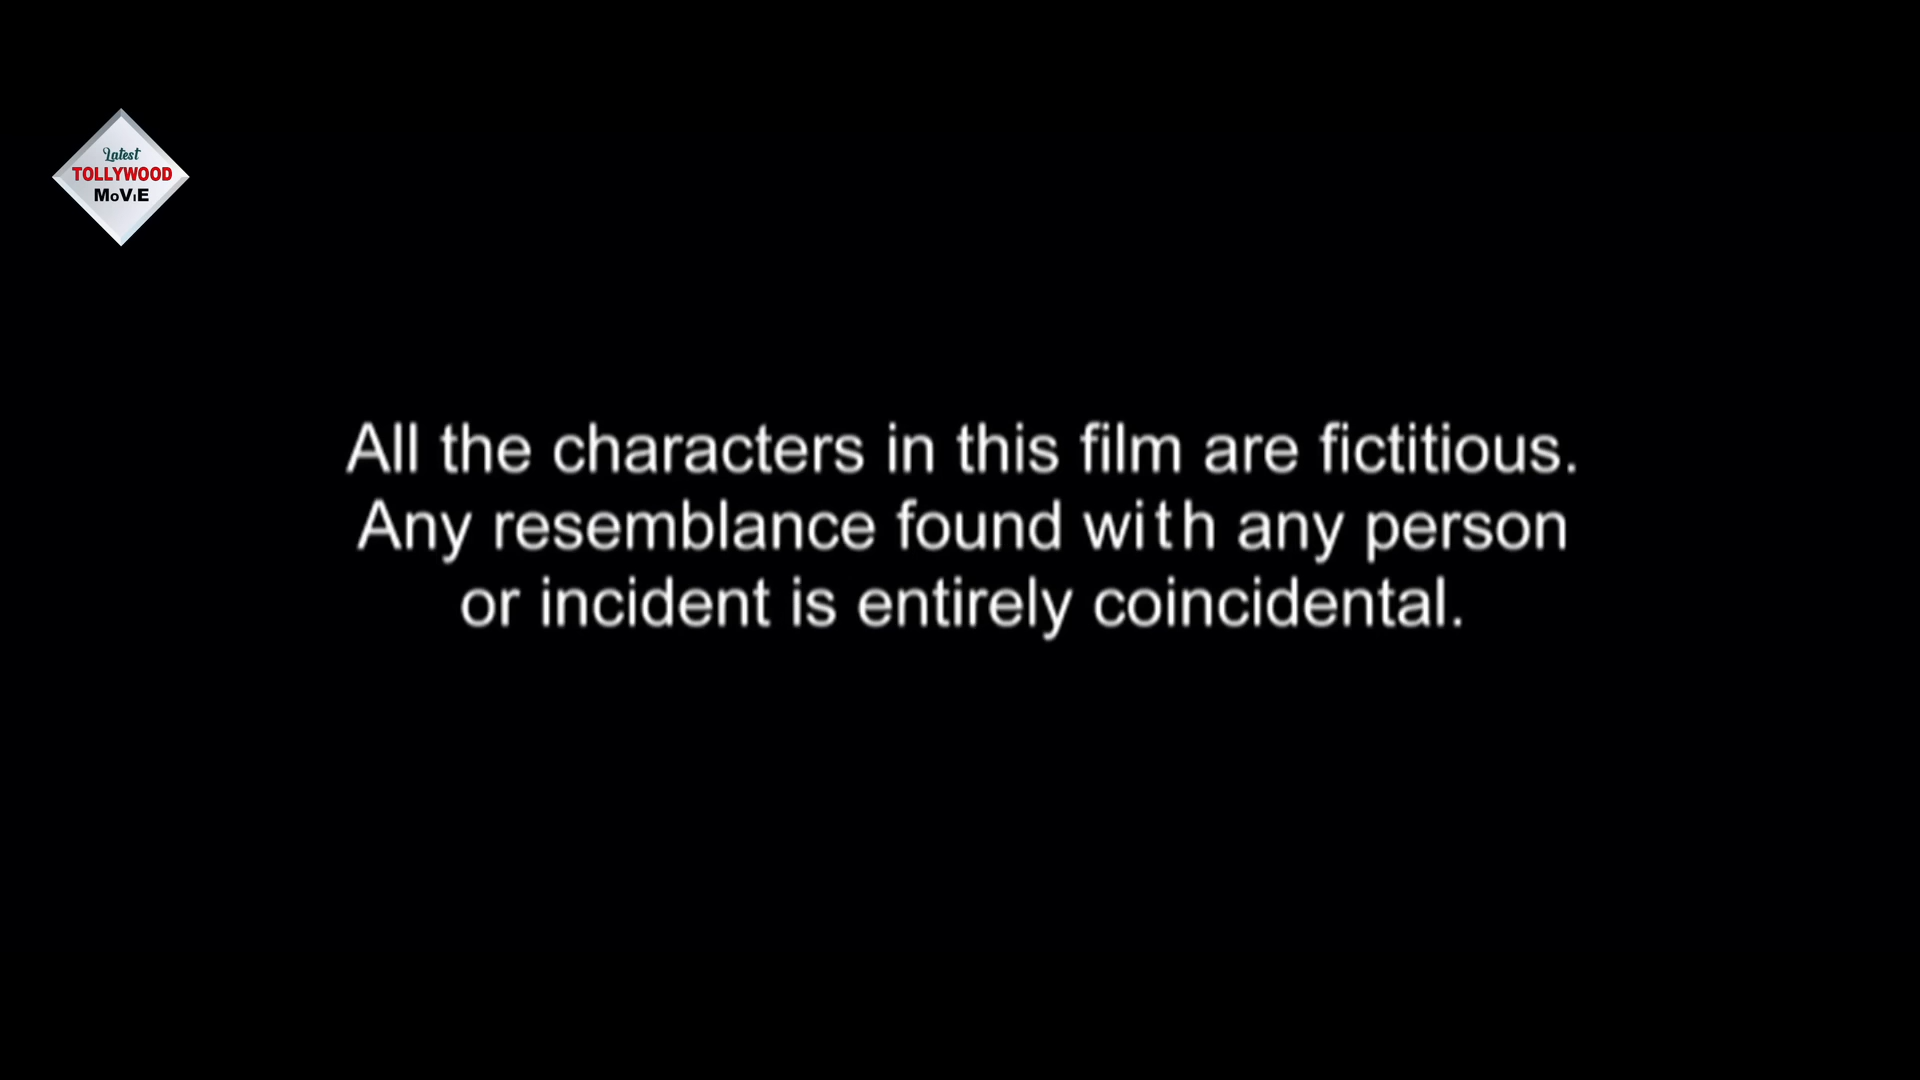 Latest
TOLLYWOOD
MoViE
All the characters in this film are fictitious.
Any resemblance found with any person
or incident is entirely coincidental.